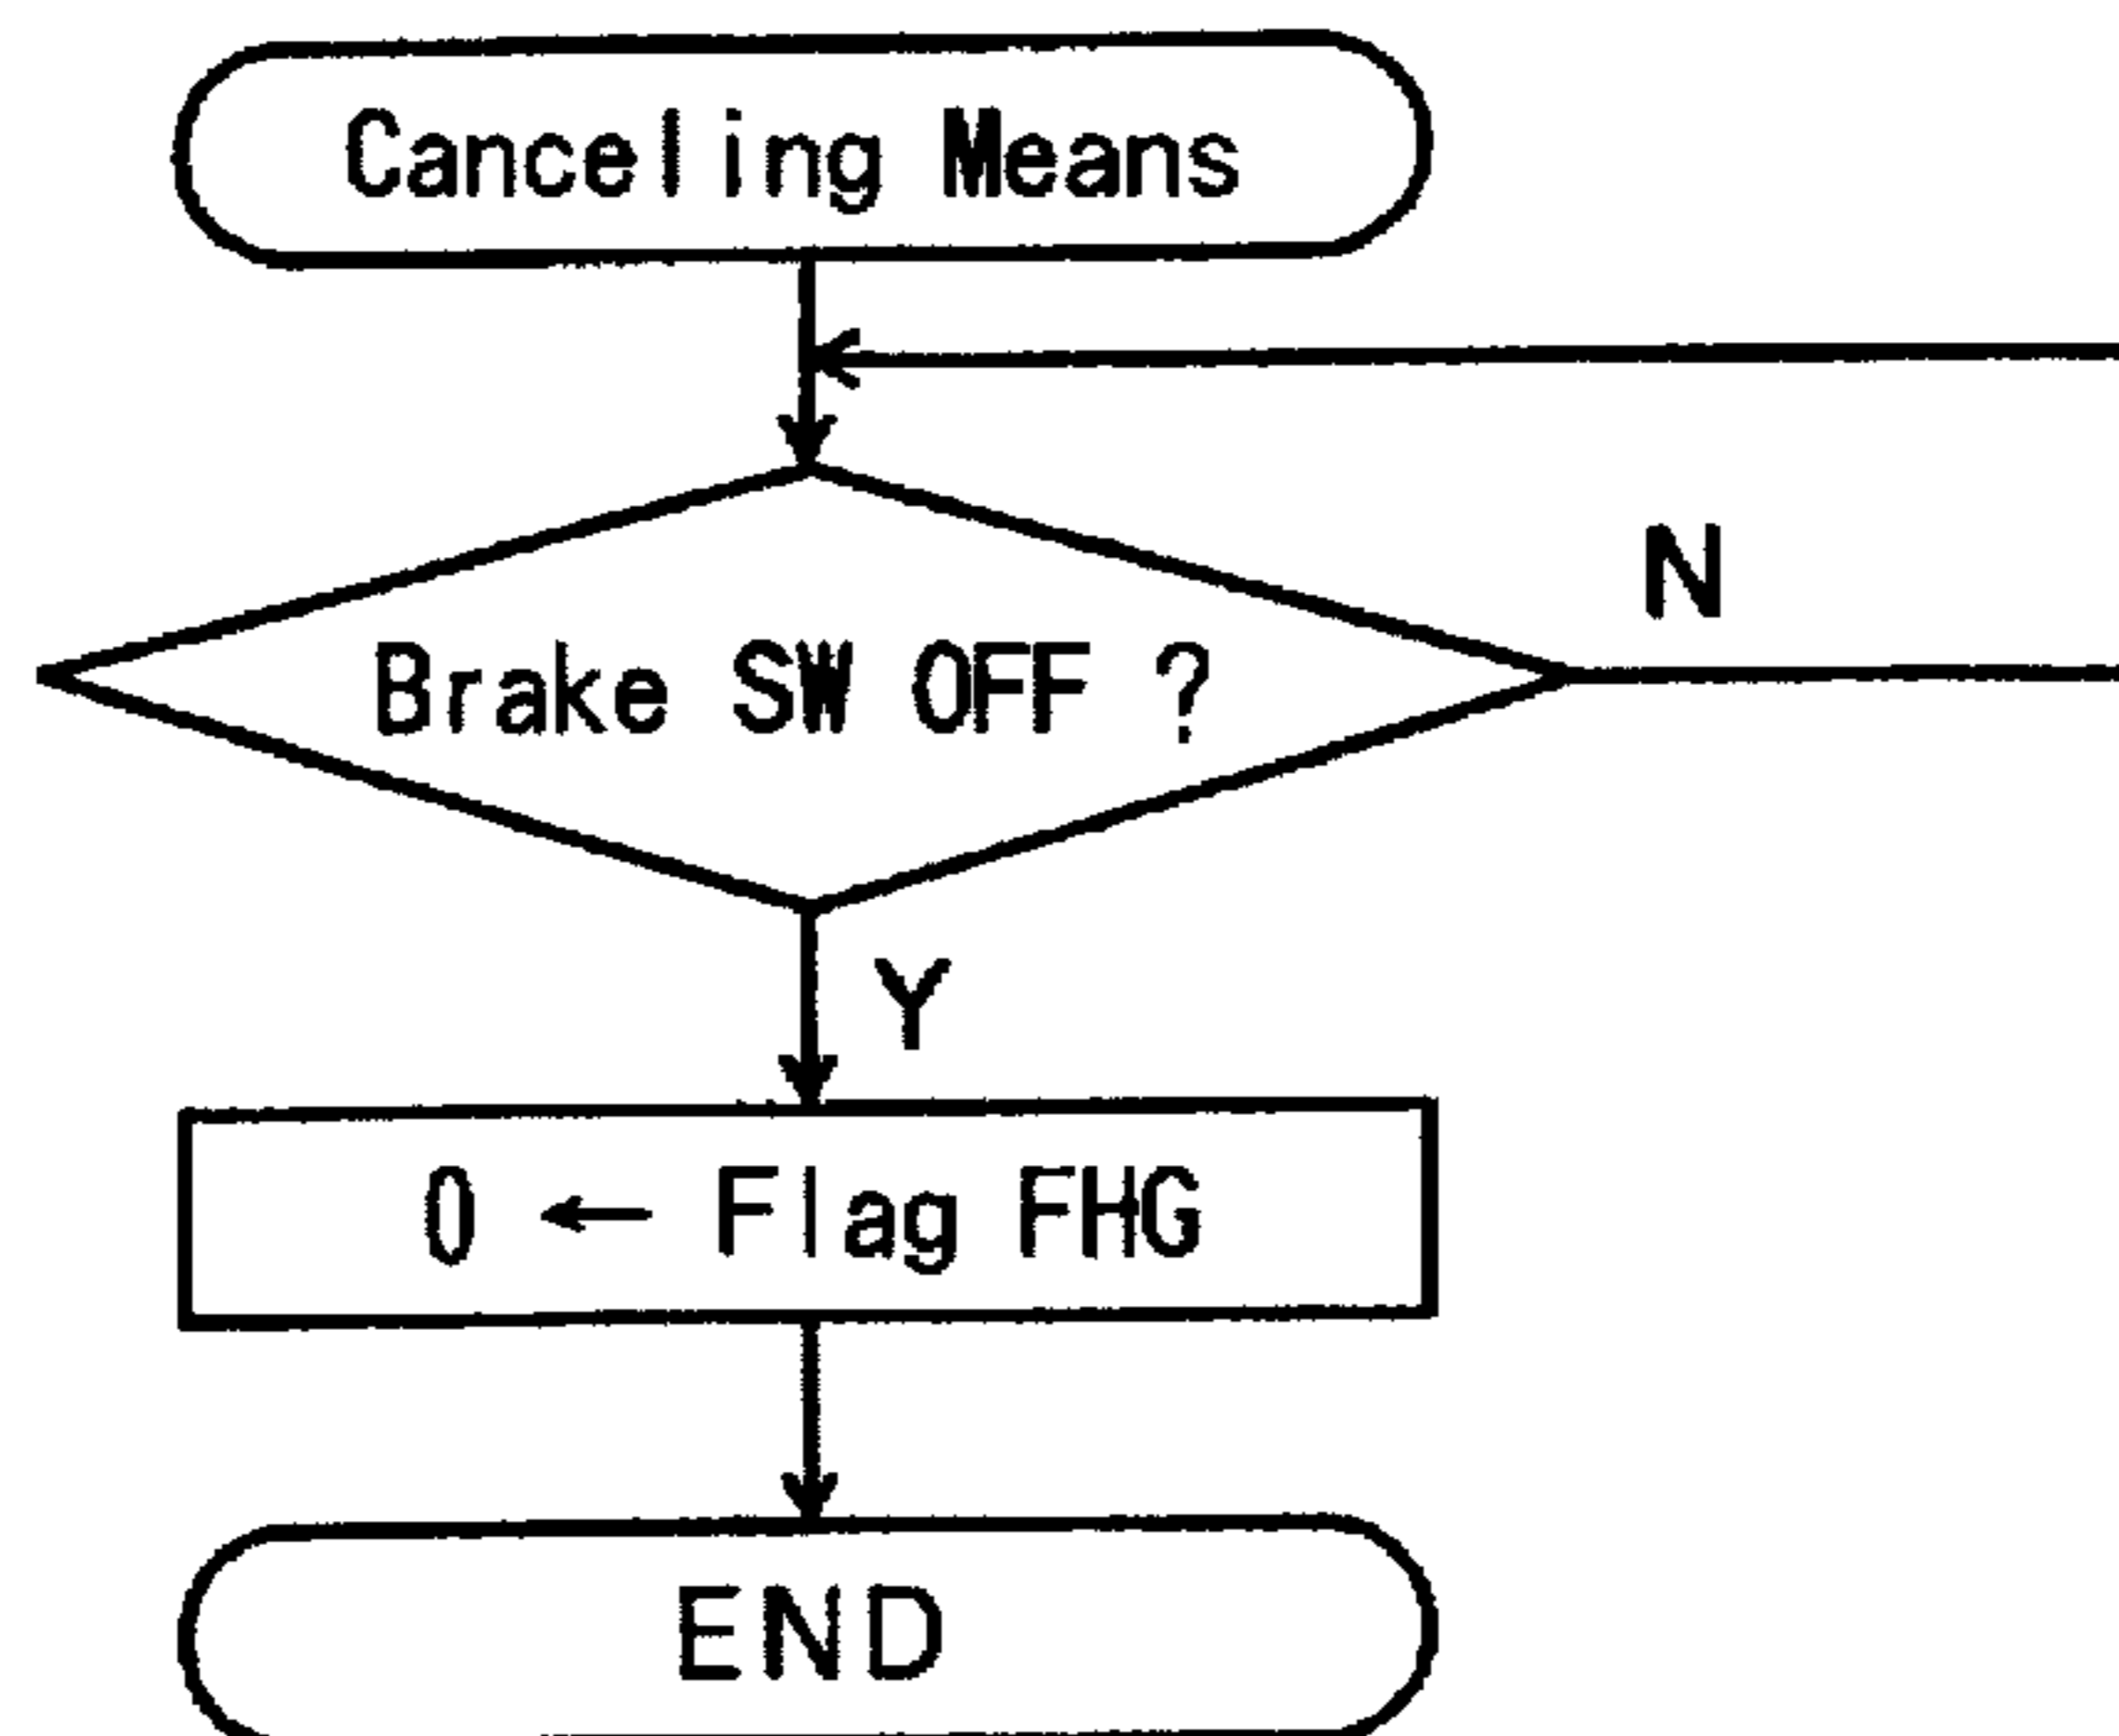 Canceling Means
N
Brake SW OFF ?
Y
0 ← Flag FHG
END